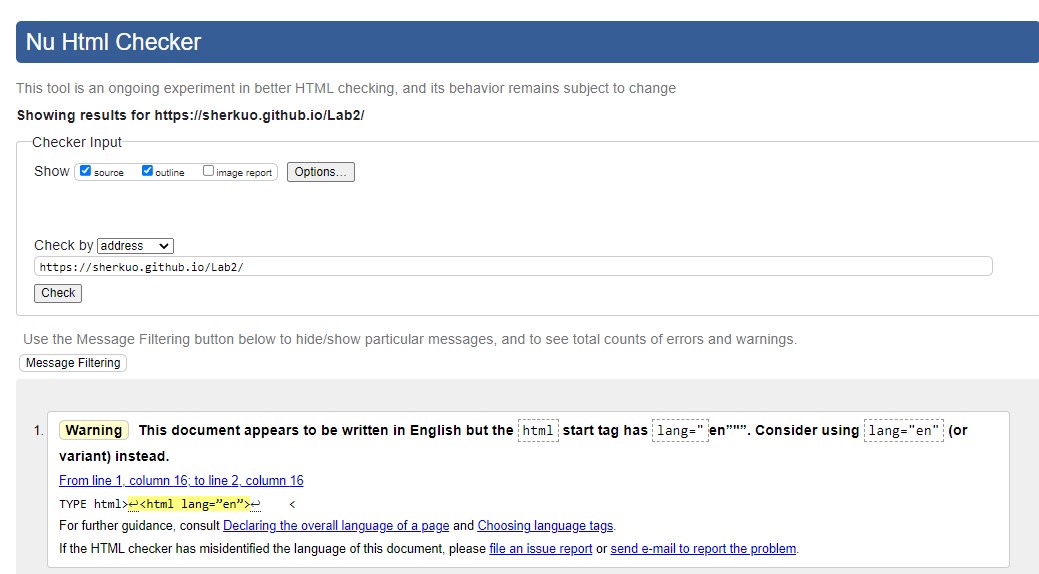 Nu Html Checker
This tool is an ongoing experiment in better HTML checking, and its behavior remains subject to change
Showing results for https://sherkuo.github.io/Lab2/
Checker Input
Show source outline image report Options...
Check by address
https://sherkuo.github.io/Lab2/
Check
Use the Message Filtering button below to hide/show particular messages, and to see total counts of errors and warnings.
Message Filtering
1. Warning This document appears to be written in English but the html start tag has lang="en”"”. Consider using lang="en" (or
variant) instead.
From line 1, column 16; to line 2, column 16
TYPE html>↩<html lang=”en”>↩ <
For further guidance, consult Declaring the overall language of a page and Choosing language tags.
If the HTML checker has misidentified the language of this document, please file an issue report or send e-mail to report the problem.